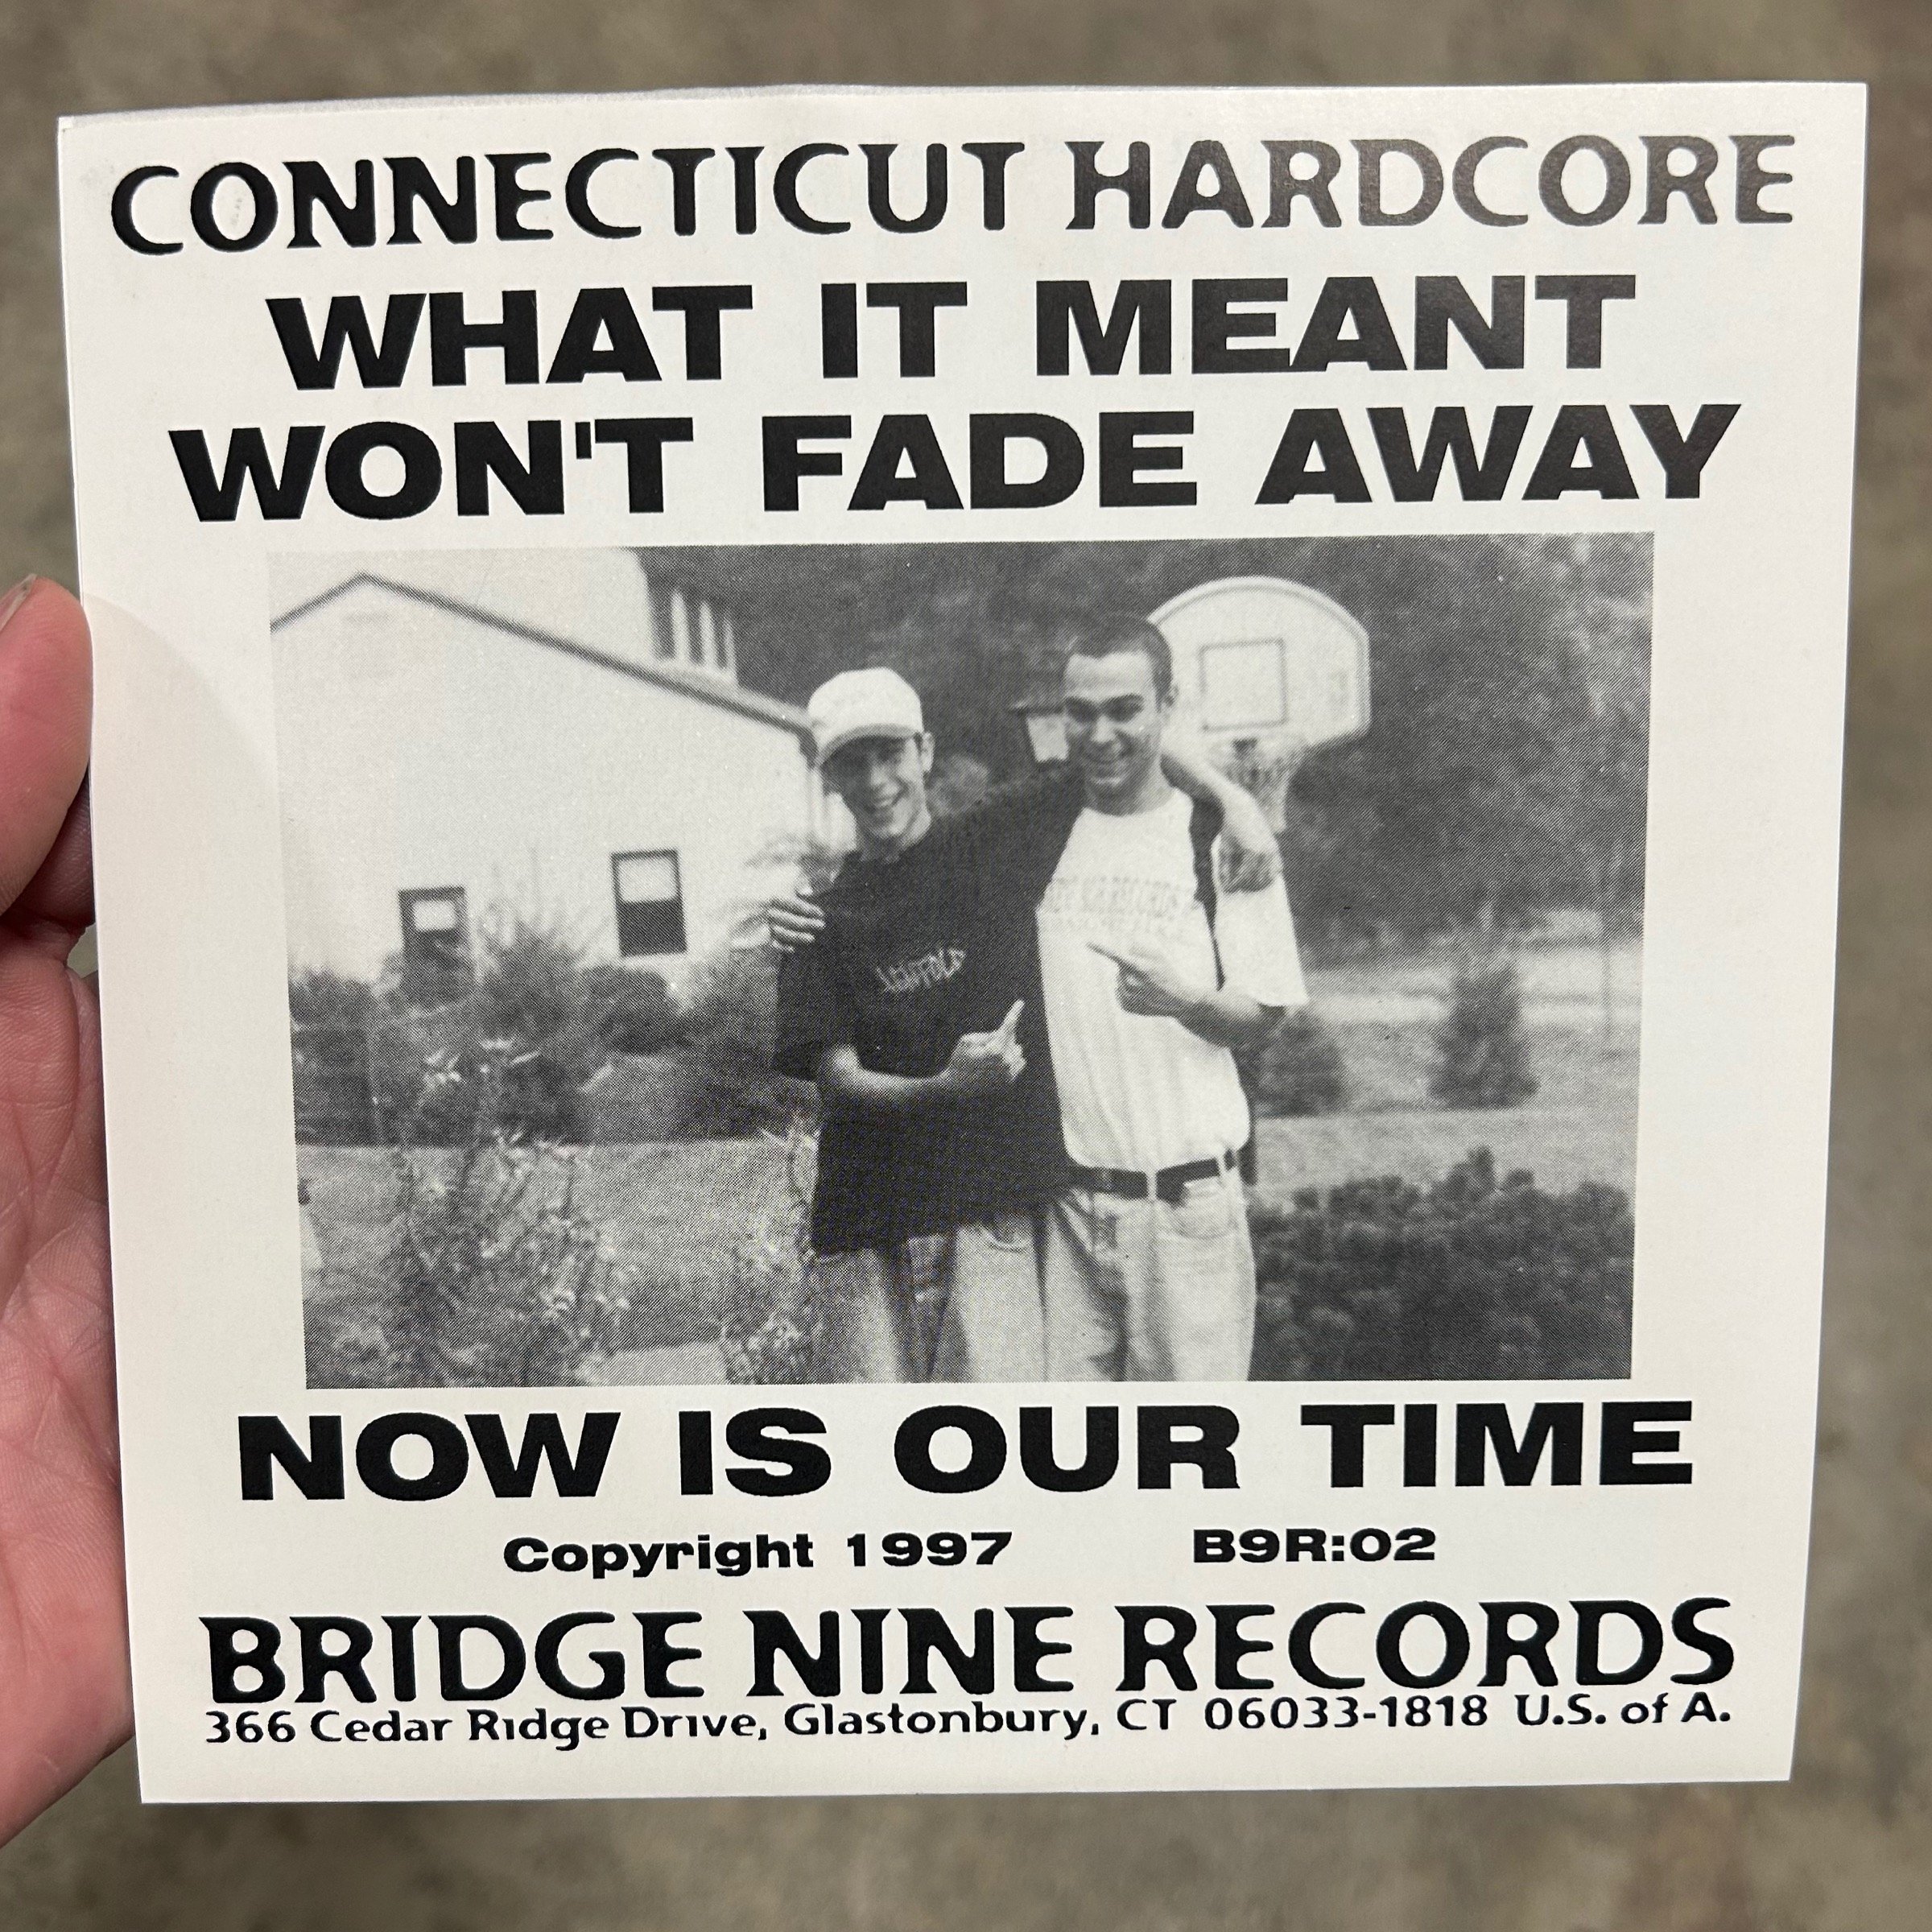 CONNECTICUT HARDCORE
WHAT IT MEANT
WON'T FADE AWAY
NOW IS OUR TIME
Copyright 1997 B9R:02
BRIDGE NINE RECORDS
366 Cedar Ridge Drive, Glastonbury, CT 06033-1818 U.S. of A.